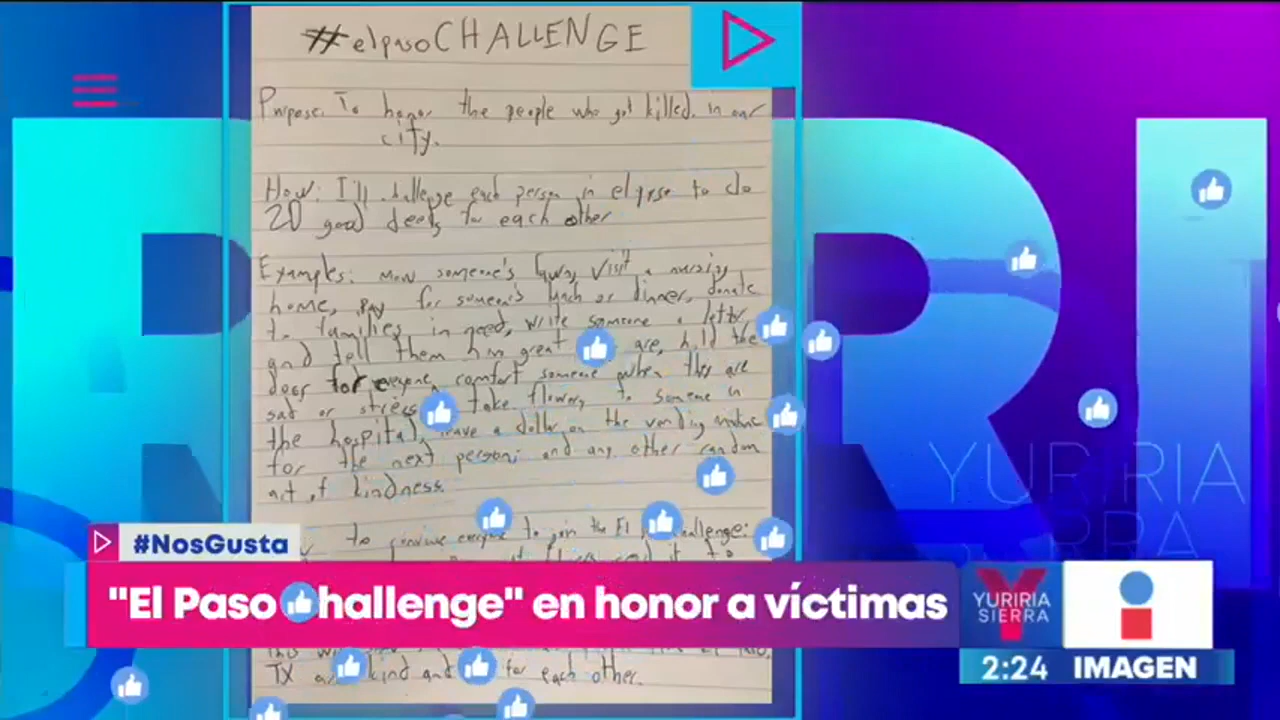 #elpasoCHALLENGE
Purpose: To honor the people who got killed in our
city.
How: I'll challenge each person in elpaso to do
20 good deeds for each other
Examples: mow someone's lawn, visit a nursing
home, pay for someone's lunch or dinner, donate
to families in need, write someone a letter
and tell them how great are, hold the
door for everyone, comfort someone when they are
sad or stress take flowers to someone in
the hospital, leave a dollar on the vending machine
for the next person, and any other random
act of kindness.
to convince everyone to join the El challenge:
#NosGusta
"El Paso hallenge" en honor a víctimas
TX kind and for each other.
YURIRIA
SIERRA
YURIRIA
SIERRA
2:24 IMAGEN